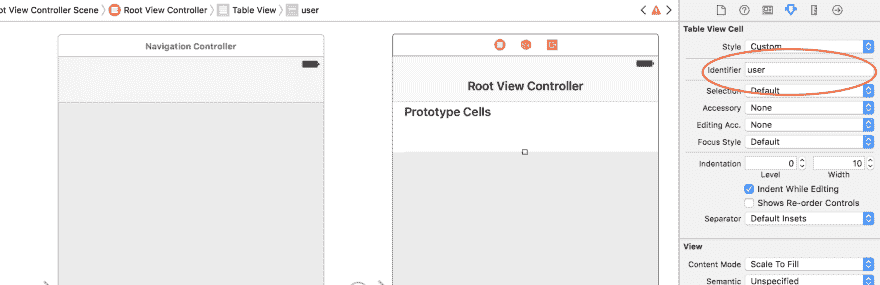 ot View Controller Scene Root View Controller Table View user
Table View Cell
Navigation Controller
Style Custom
Identifier user
Root View Controller
Selection Default
Prototype Cells
Accessory None
Editing Acc. None
Focus Style Default
Indentation 0 10
Level Width
Indent While Editing
Shows Re-order Controls
Separator Default Insets
View
Content Mode Scale To Fill
Semantic Unspecified